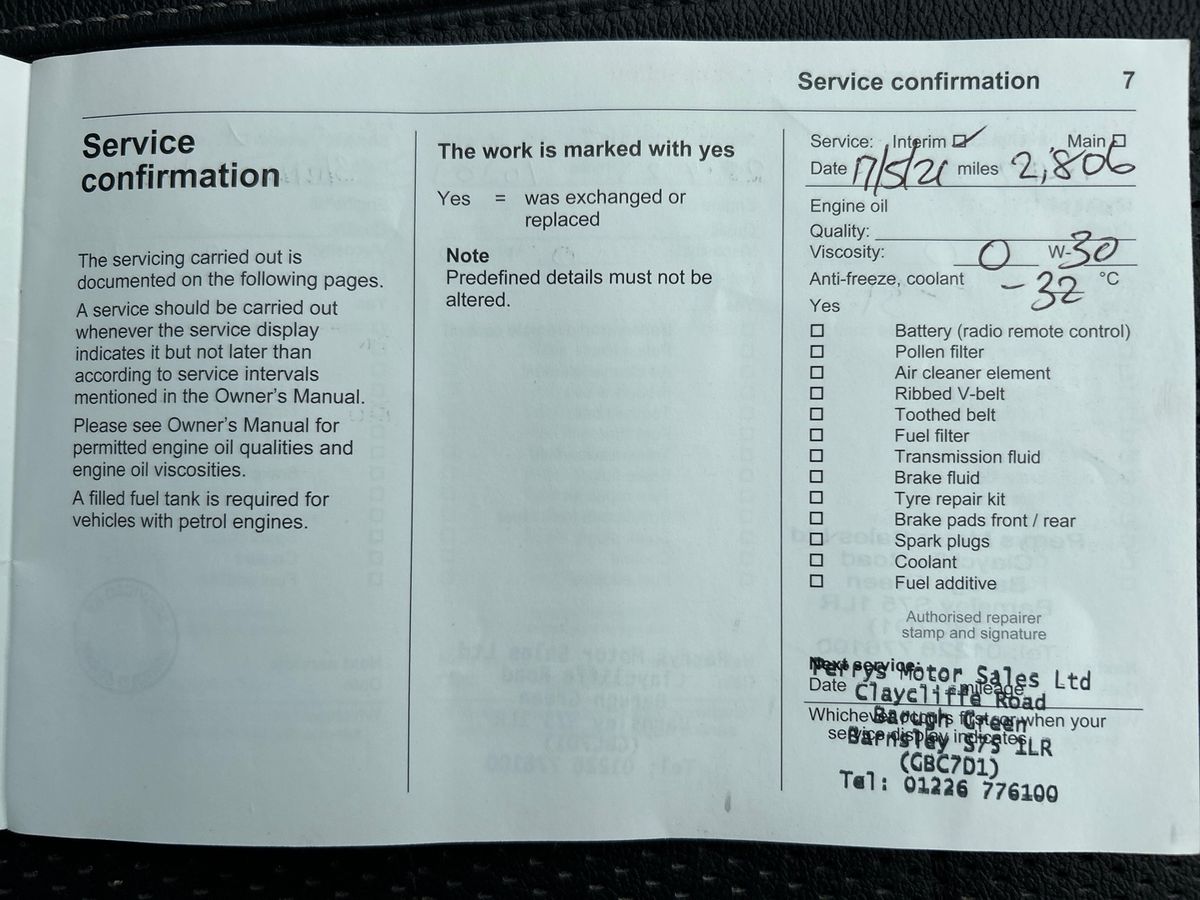 Service confirmation 7
Service
confirmation
The servicing carried out is
documented on the following pages.
A service should be carried out
whenever the service display
indicates it but not later than
according to service intervals
mentioned in the Owner's Manual.
Please see Owner's Manual for
permitted engine oil qualities and
engine oil viscosities.
A filled fuel tank is required for
vehicles with petrol engines.
The work is marked with yes
Yes = was exchanged or
replaced
Note
Predefined details must not be
altered.
Service: Interim ☑ Main ☐
Date 17/5/21 miles 2,806
Engine oil
Quality:
Viscosity: 0 W-30
Anti-freeze, coolant -32 °C
Yes
☐ Battery (radio remote control)
☐ Pollen filter
☐ Air cleaner element
☐ Ribbed V-belt
☐ Toothed belt
☐ Fuel filter
☐ Transmission fluid
☐ Brake fluid
☐ Tyre repair kit
☐ Brake pads front / rear
☐ Spark plugs
☐ Coolant
☐ Fuel additive
Authorised repairer
stamp and signature
Next service:
Perrys Motor Sales Ltd
Date mileage
Claycliffe Road
Whichever occurs first or when your
Barugh Green
service display indicates
Barnsley S75 1LR
(GBC7D1)
Tel: 01226 776100